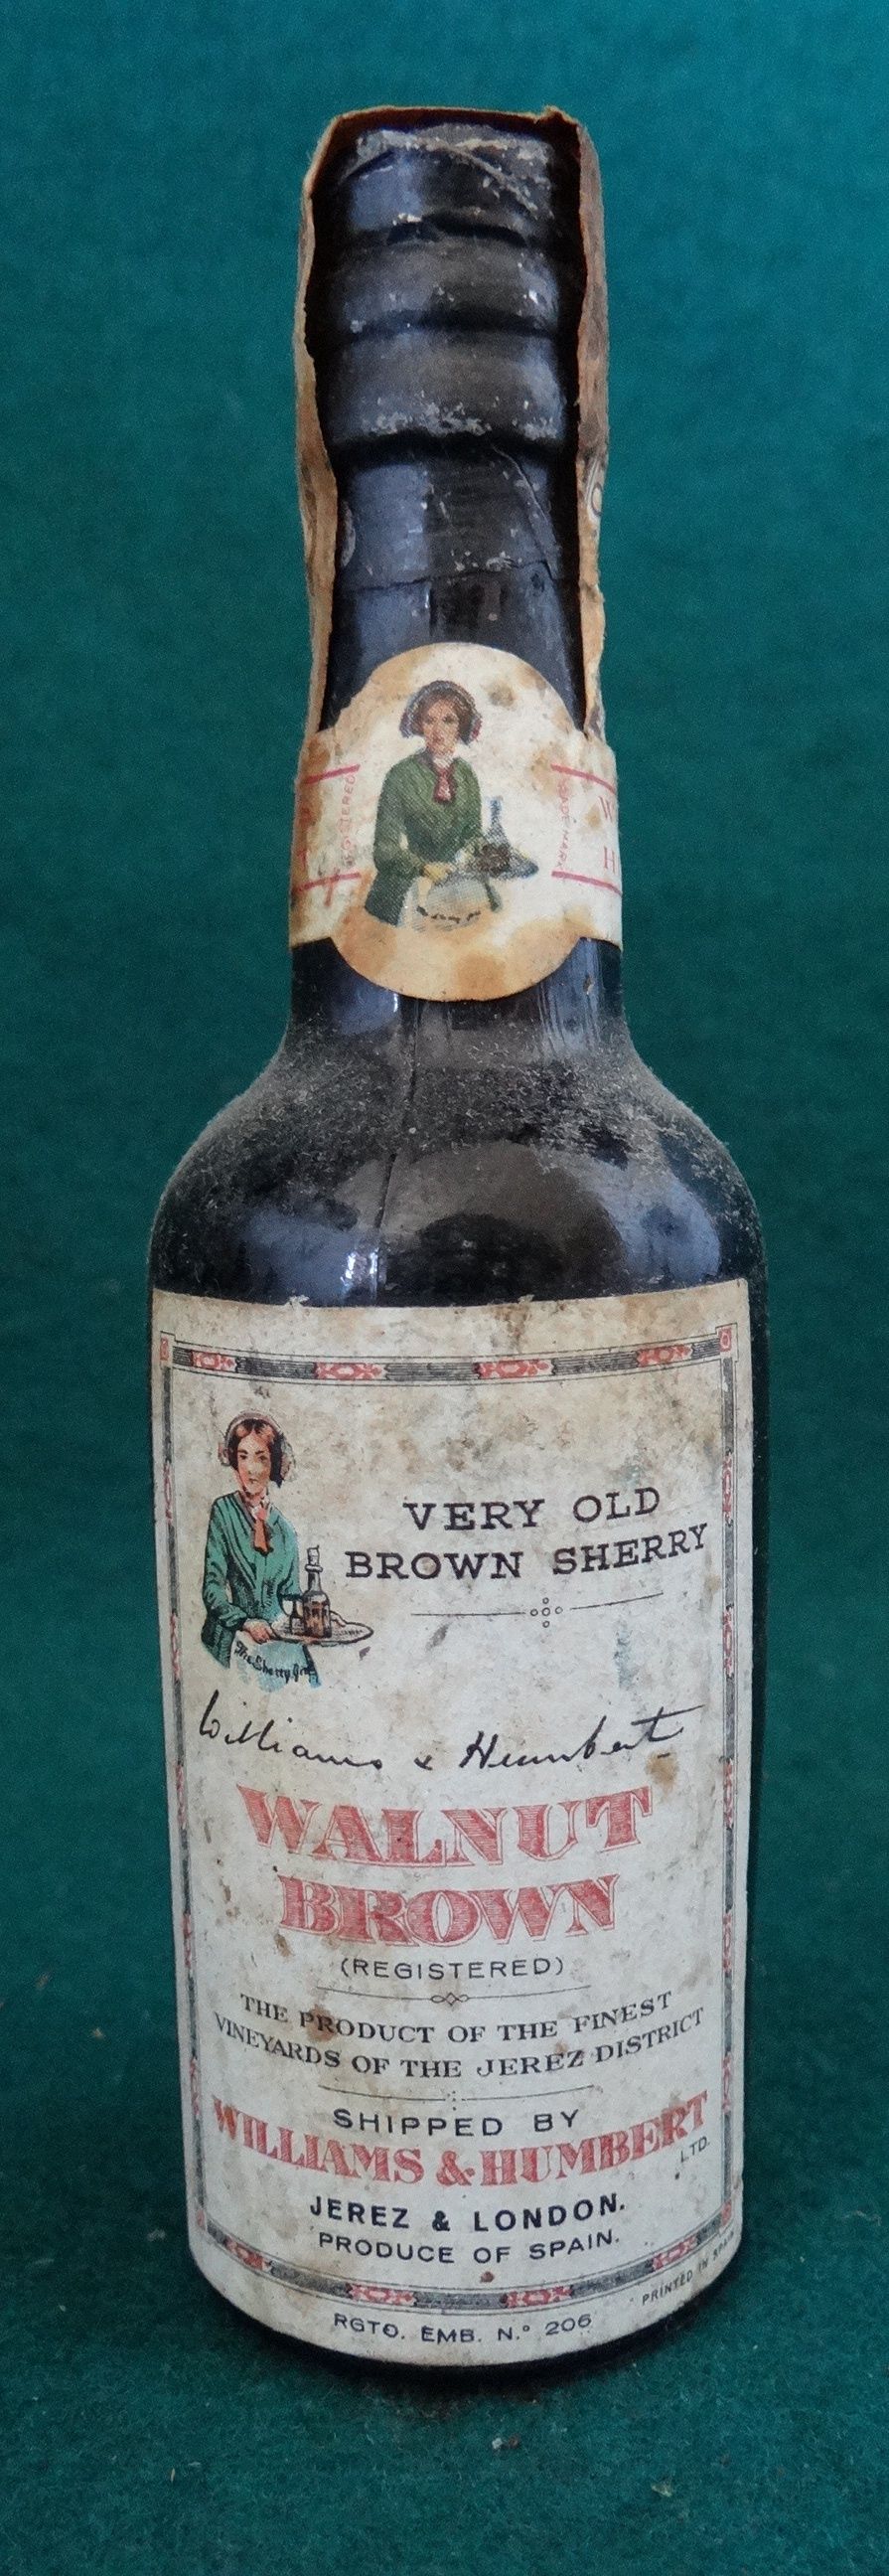 REGISTERED
TRADE MARK
W
H
VERY OLD
BROWN SHERRY
The Sherry Girl
Williams & Humbert
WALNUT
BROWN
(REGISTERED)
THE PRODUCT OF THE FINEST
VINEYARDS OF THE JEREZ DISTRICT
SHIPPED BY
WILLIAMS & HUMBERT
LTD.
JEREZ & LONDON.
PRODUCE OF SPAIN.
PRINTED IN SPAIN
RGTO. EMB. N.º 206